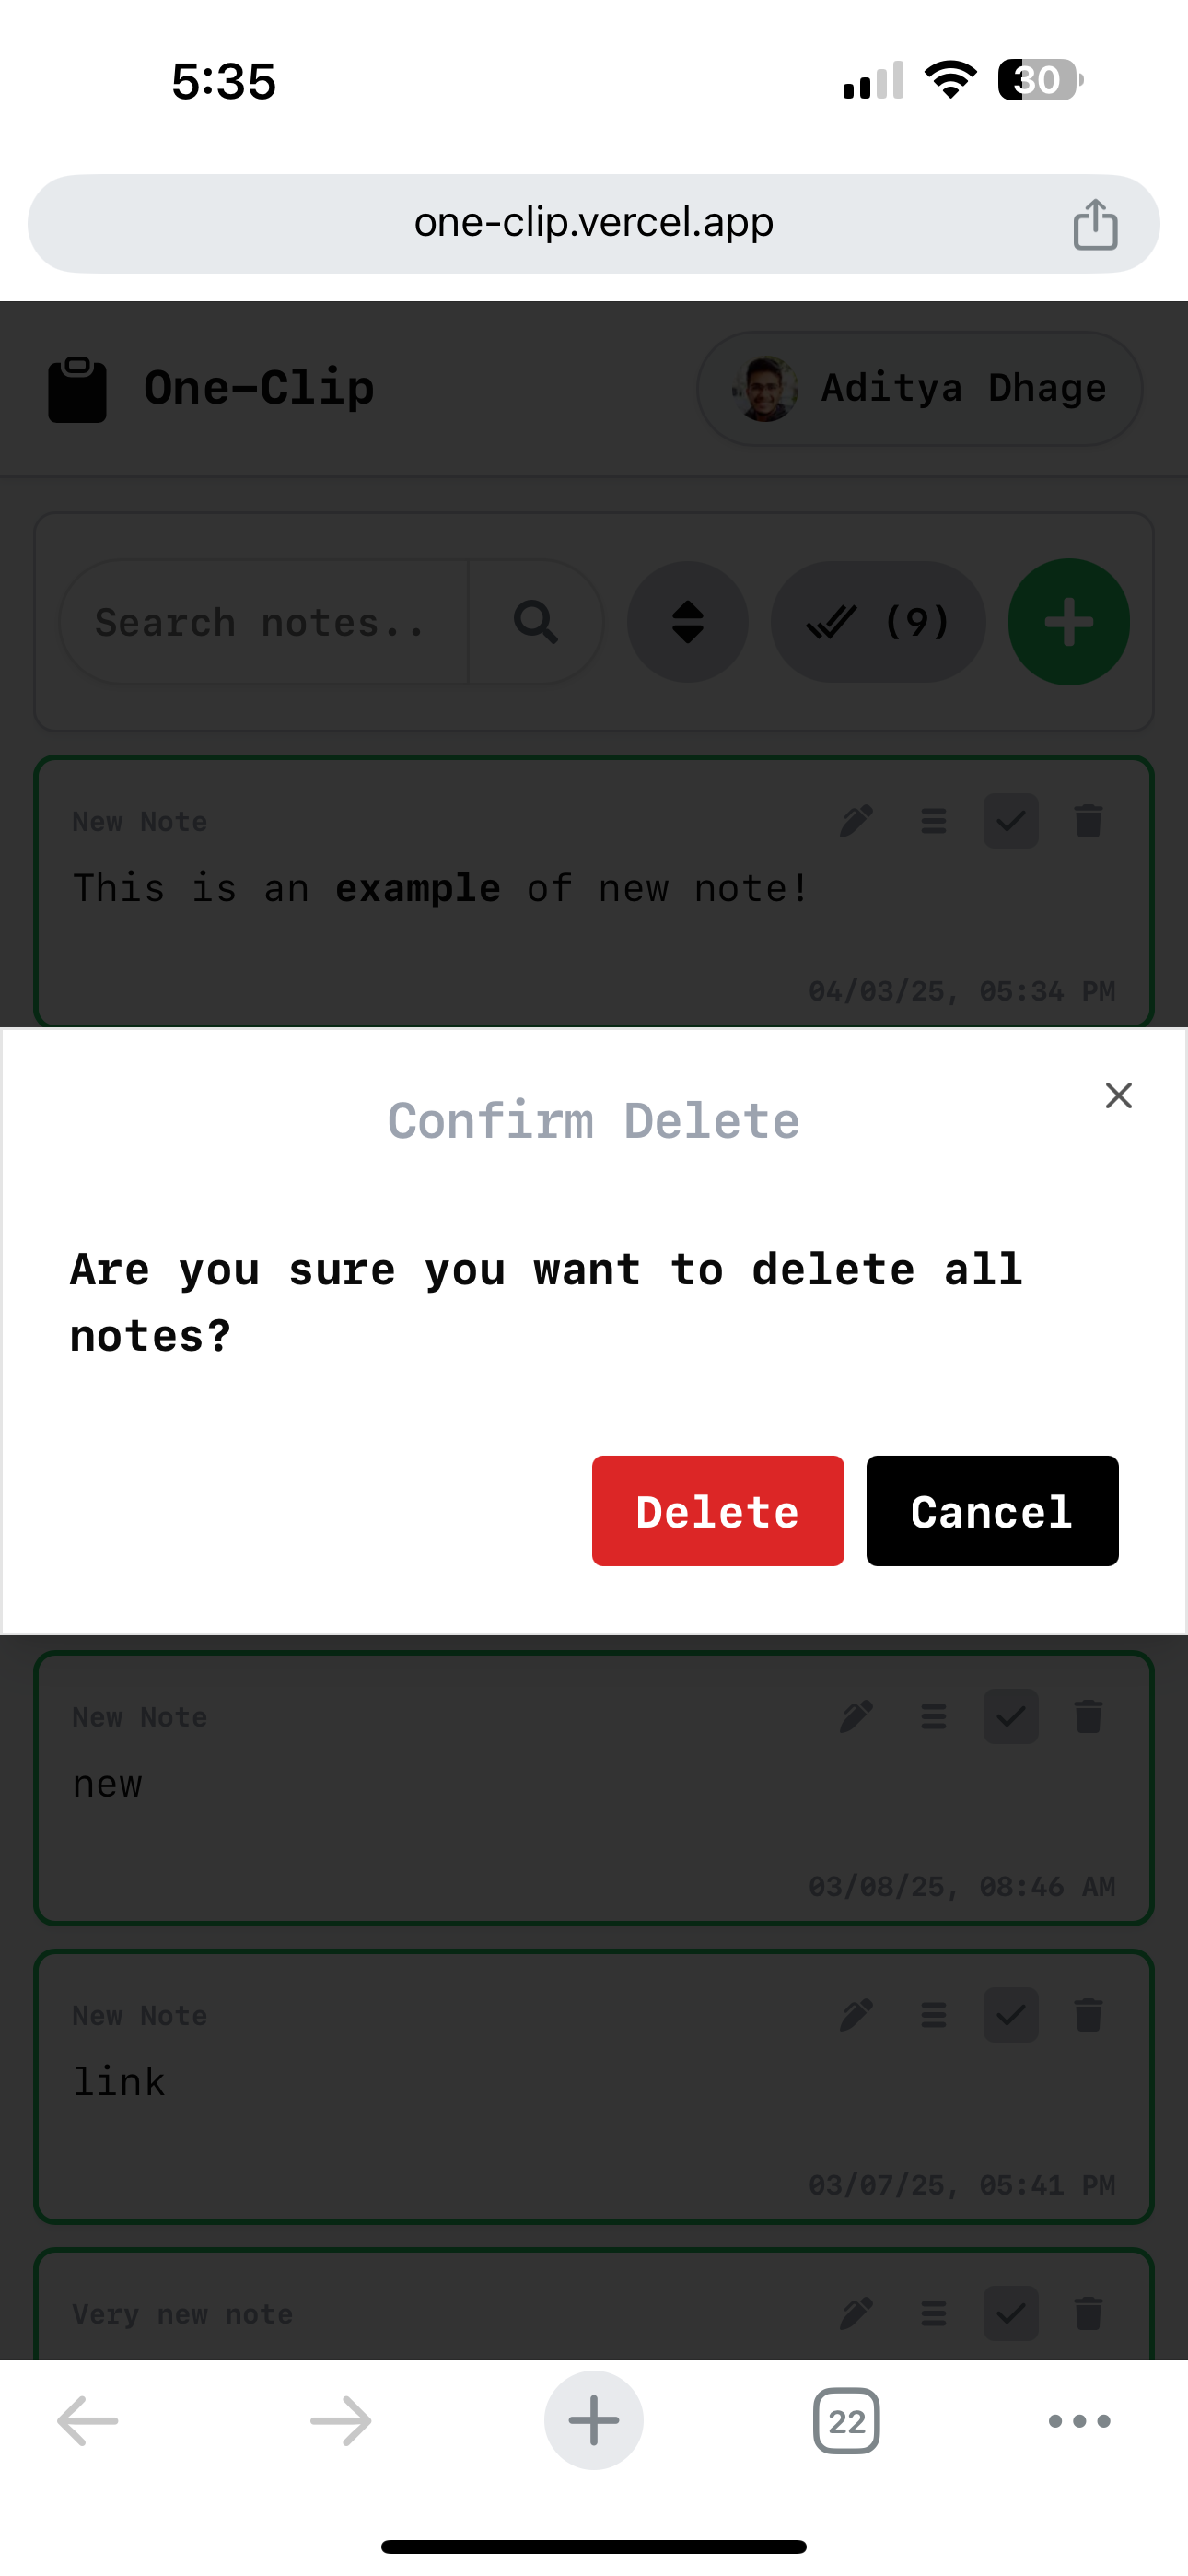 5:35
30
one-clip.vercel.app
One-Clip
Aditya Dhage
Search notes..
(9)
New Note
This is an example of new note!
04/03/25, 05:34 PM
Confirm Delete
Are you sure you want to delete all
notes?
Delete
Cancel
New Note
new
03/08/25, 08:46 AM
New Note
link
03/07/25, 05:41 PM
Very new note
22